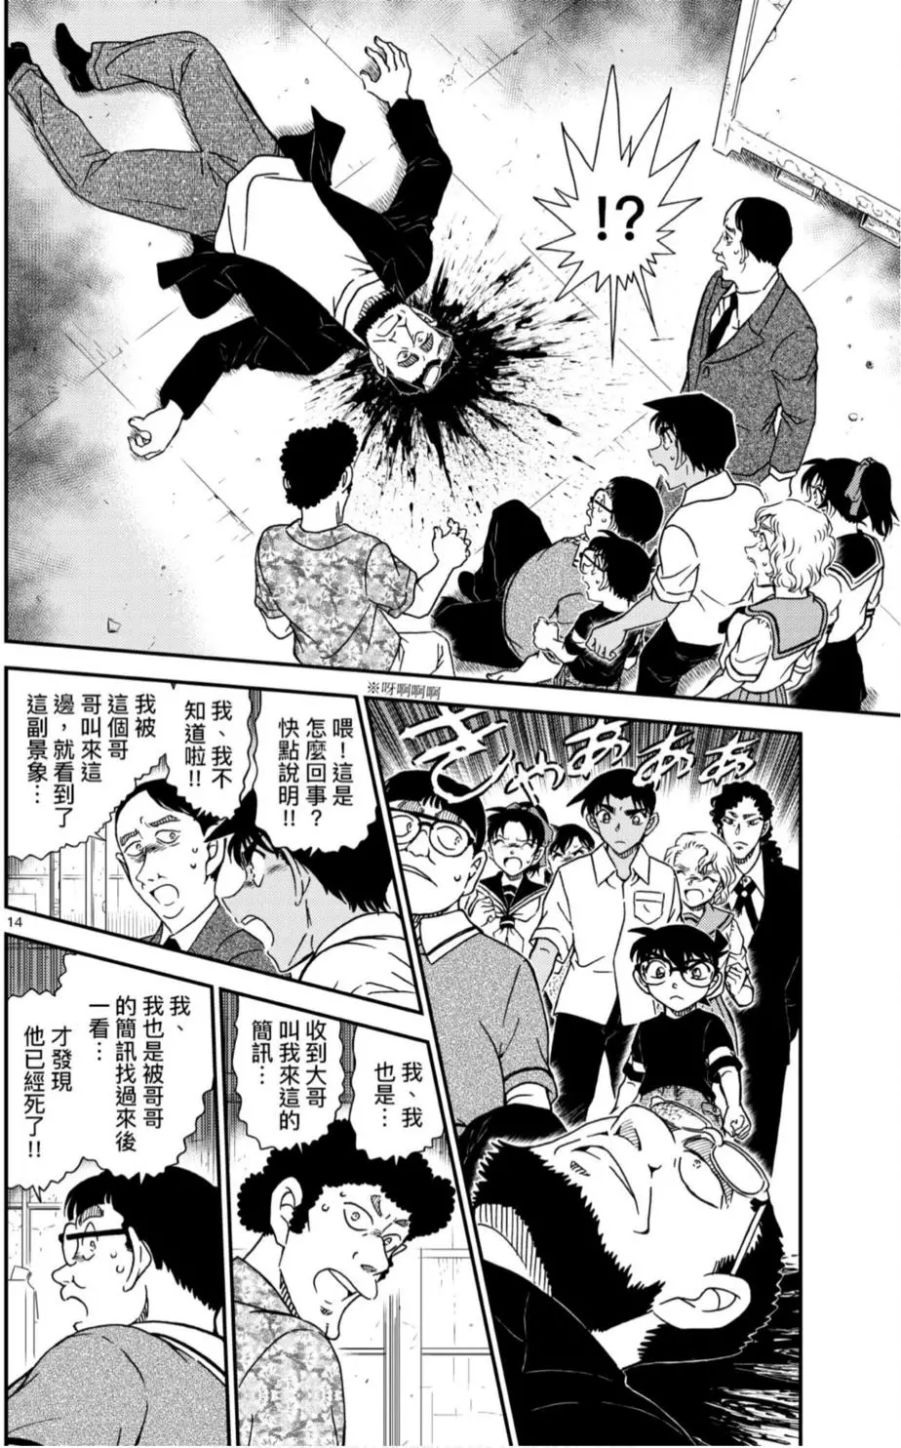 !?
※呀啊啊啊
きゃあぁぁぁ
喂！這是
怎麼回事？
快點說明!!
我、我不
知道啦!!
我被
這個哥
哥叫來這
邊，就看到了
這副景象…
14
我、我
也是…
收到大哥
叫我來這的
簡訊…
我、
我也是被哥哥
的簡訊找過來後
一看…
才發現
他已經死了!!